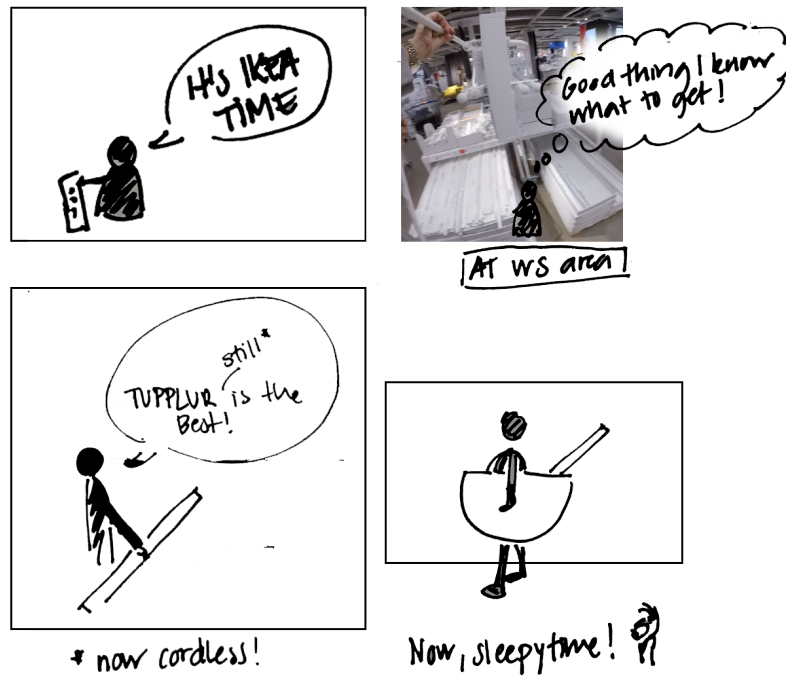 It's IKEA
TIME
Good thing I know
what to get!
AT WS area
still*
TUPPLUR is the
Best!
* now cordless!
Now, sleepytime!